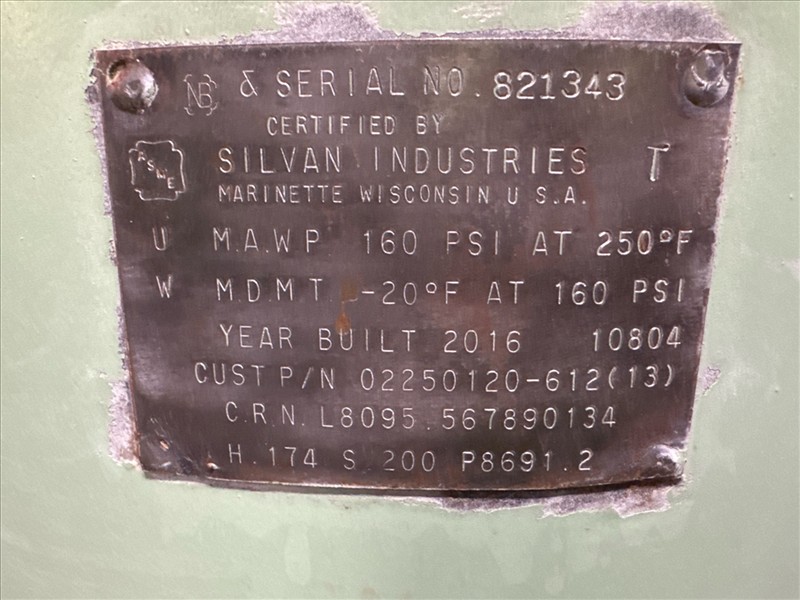 NB & SERIAL NO. 821343
CERTIFIED BY
ASME SILVAN INDUSTRIES T
MARINETTE WISCONSIN U S.A.
U M.A.W.P 160 PSI AT 250°F
W M.D.M.T. -20°F AT 160 PSI
YEAR BUILT 2016 10804
CUST P/N 02250120-612(13)
C.R.N. L8095.567890134
H.174 S.200 P8691.2